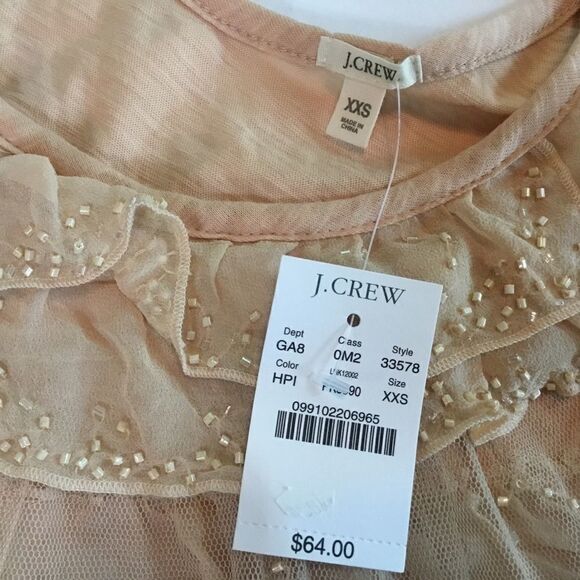 J.CREW
XXS
MADE IN
CHINA
J.CREW
Dept Class Style
GA8 0M2 33578
Color Size
HPI XXS
099102206965
$64.00